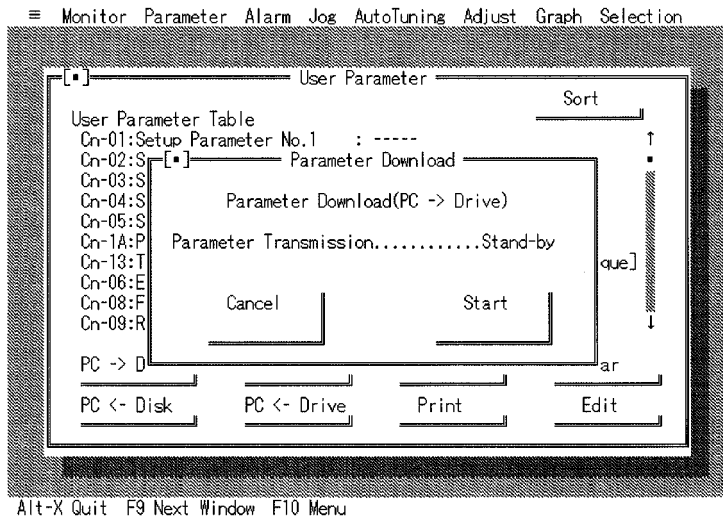 ≡ Monitor Parameter Alarm Jog AutoTuning Adjust Graph Selection
[▪] User Parameter
Sort
User Parameter Table
Cn-01:Setup Parameter No.1 : -----
Cn-02:S
Cn-03:S
Cn-04:S
Cn-05:S
Cn-1A:P
Cn-13:T que]
Cn-06:E
Cn-08:F
Cn-09:R
[▪] Parameter Download
Parameter Download(PC -> Drive)
Parameter Transmission............Stand-by
Cancel Start
PC -> D ar
PC <- Disk PC <- Drive Print Edit
Alt-X Quit F9 Next Window F10 Menu